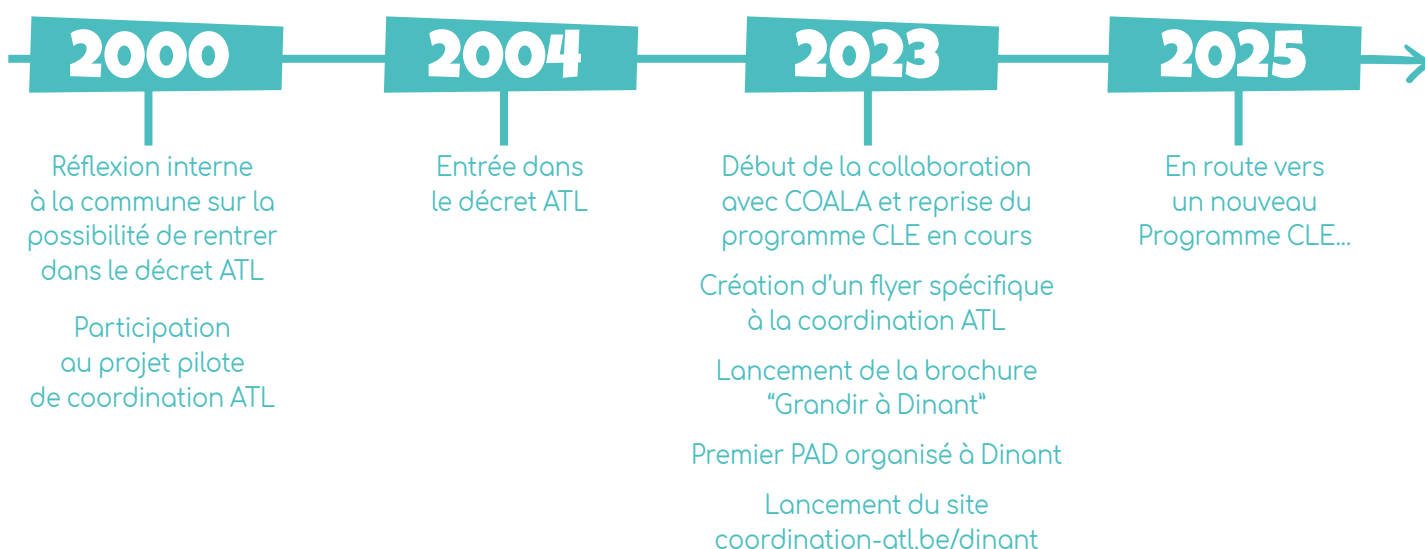 2000
Réflexion interne
à la commune sur la
possibilité de rentrer
dans le décret ATL
Participation
au projet pilote
de coordination ATL
2004
Entrée dans
le décret ATL
2023
Début de la collaboration
avec COALA et reprise du
programme CLE en cours
Création d'un flyer spécifique
à la coordination ATL
Lancement de la brochure
“Grandir à Dinant”
Premier PAD organisé à Dinant
Lancement du site
coordination-atl.be/dinant
2025
En route vers
un nouveau
Programme CLE...